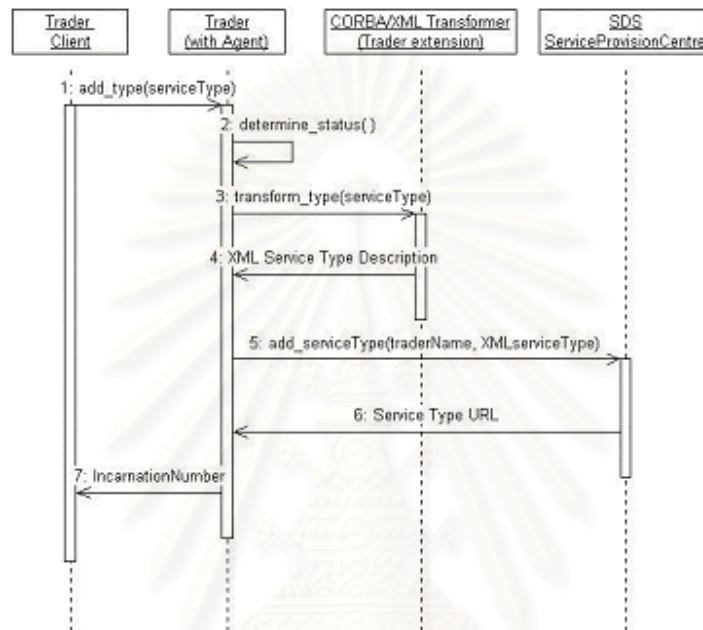 Trader
Client
Trader
(with Agent)
CORBA/XML Transformer
(Trader extension)
SDS
ServiceProvisionCentre
1: add_type(serviceType)
2: determine_status( )
3: transform_type(serviceType)
4: XML Service Type Description
5: add_serviceType(traderName, XMLserviceType)
6: Service Type URL
7: IncarnationNumber